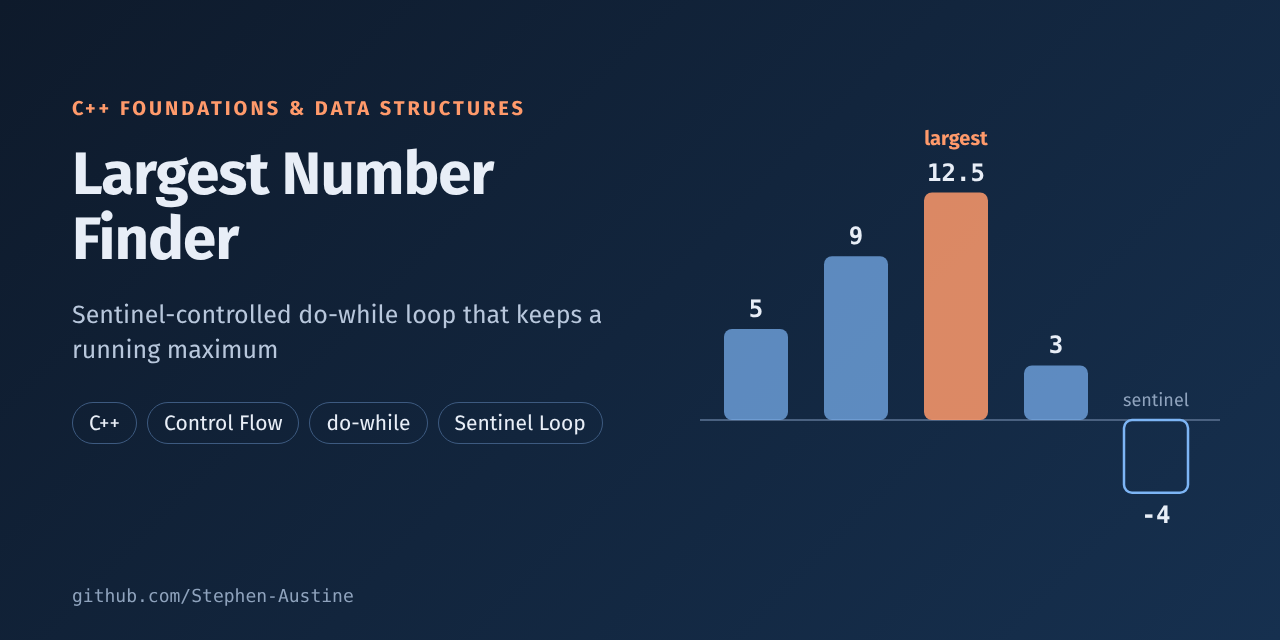 C++ FOUNDATIONS & DATA STRUCTURES
Largest Number
Finder
Sentinel-controlled do-while loop that keeps a
running maximum
C++ Control Flow do-while Sentinel Loop
github.com/Stephen-Austine
largest
12.5
9
5
3
sentinel
-4